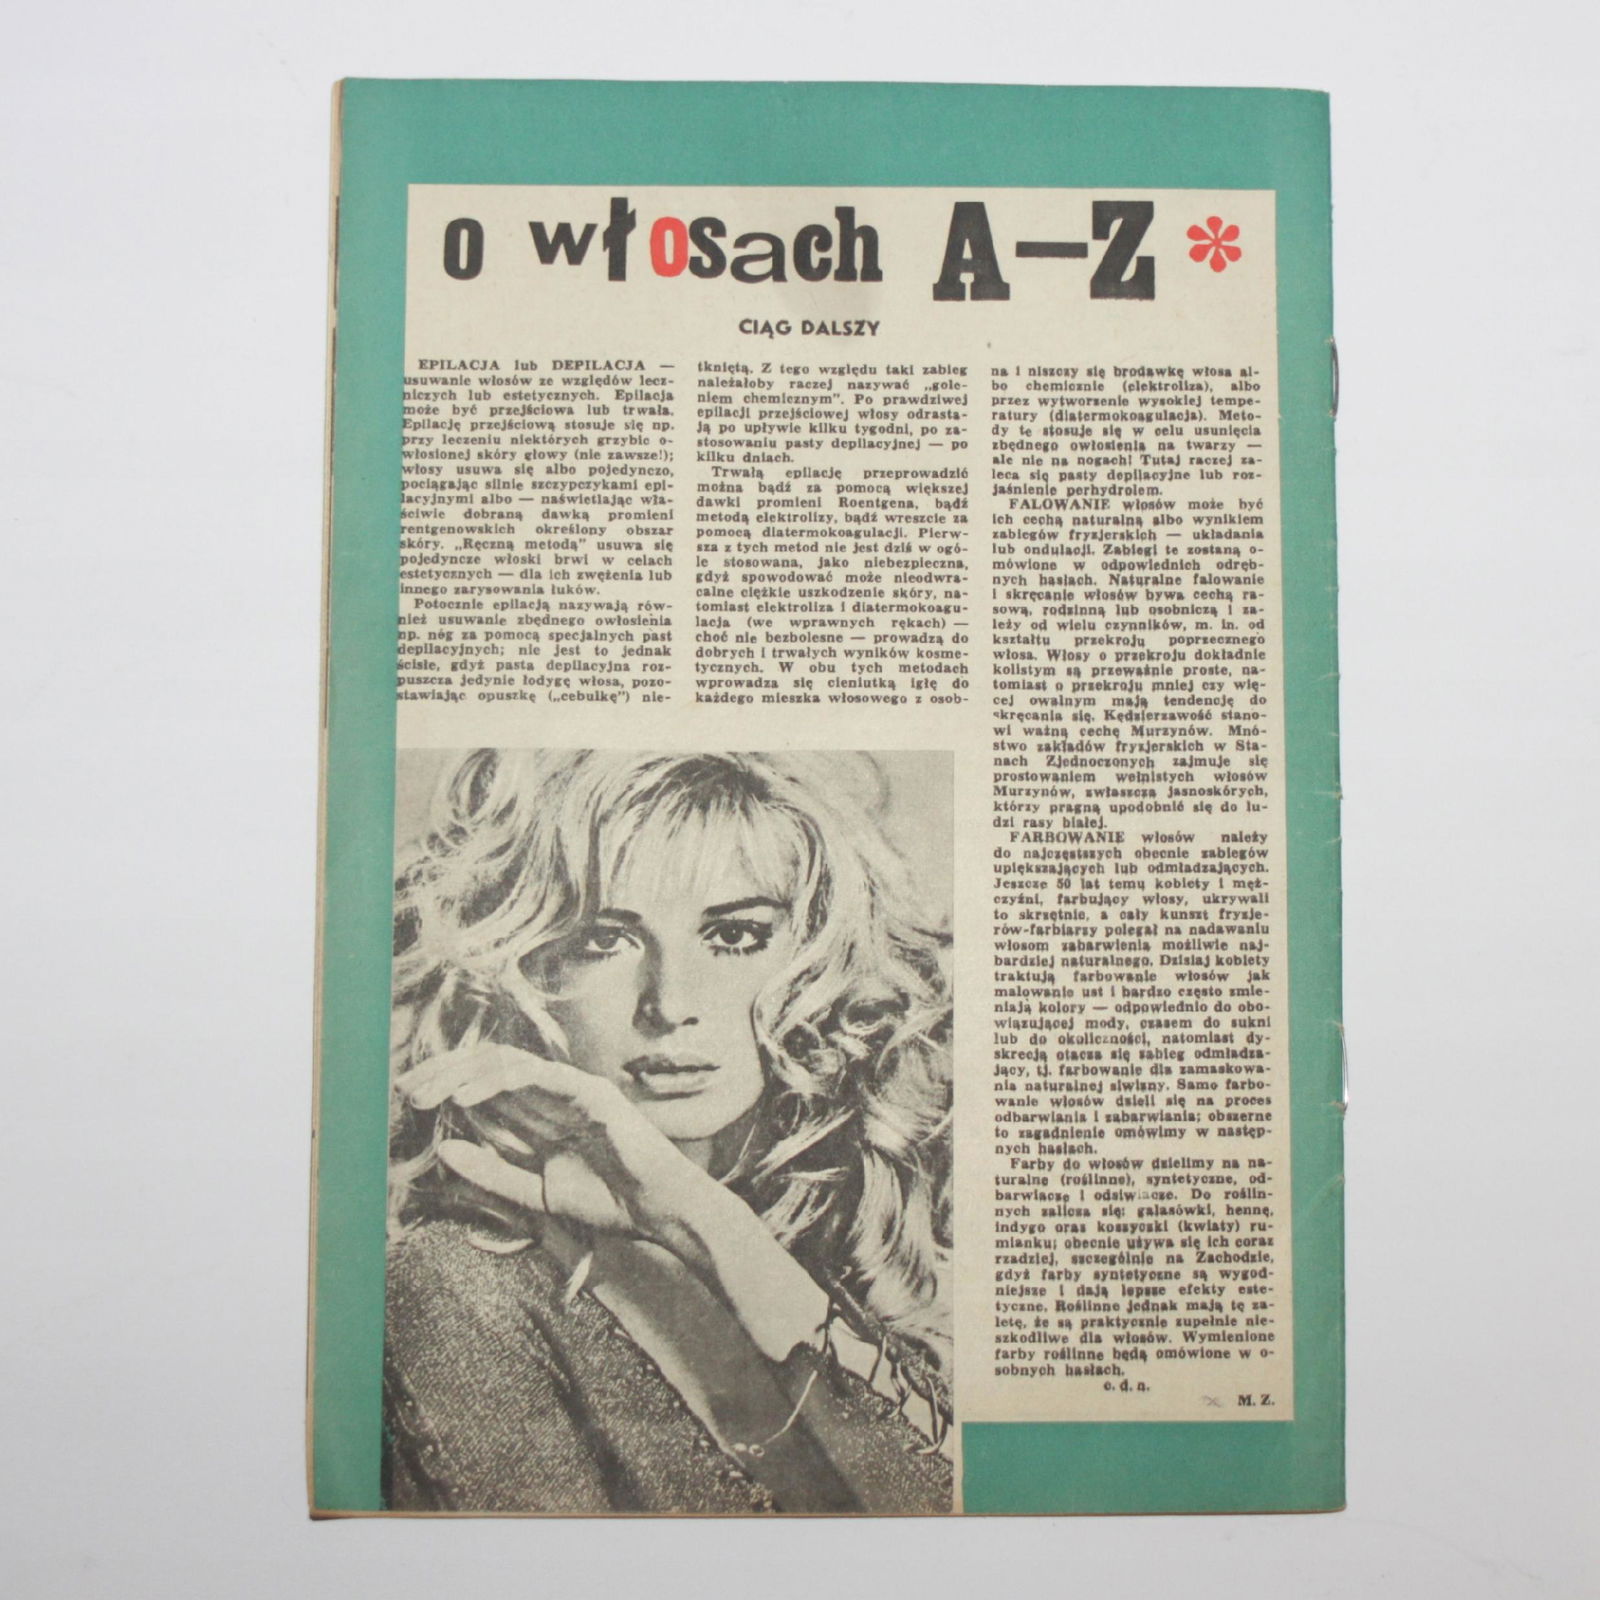 o włosach A—Z *
CIĄG DALSZY
EPILACJA lub DEPILACJA —
usuwanie włosów ze względów lecz-
niczych lub estetycznych. Epilacja
może być przejściowa lub trwała.
Epilację przejściową stosuje się np.
przy leczeniu niektórych grzybic o-
włosionej skóry głowy (nie zawsze!);
włosy usuwa się albo pojedynczo,
pociągając silnie szczypczykami epi-
lacyjnymi albo — naświetlając wła-
ściwie dobraną dawką promieni
rentgenowskich określony obszar
skóry. „Ręczną metodą” usuwa się
pojedyncze włoski brwi w celach
estetycznych — dla ich zwężenia lub
innego zarysowania łuków.
Potocznie epilacją nazywają rów-
nież usuwanie zbędnego owłosienia
np. nóg za pomocą specjalnych past
depilacyjnych; nie jest to jednak
ścisłe, gdyż pasta depilacyjna roz-
puszcza jedynie łodygę włosa, pozo-
stawiając opuszkę („cebulkę”) nie-
tkniętą. Z tego względu taki zabieg
należałoby raczej nazywać „gole-
niem chemicznym”. Po prawdziwej
epilacji przejściowej włosy odrasta-
ją po upływie kilku tygodni, po za-
stosowaniu pasty depilacyjnej — po
kilku dniach.
Trwałą epilację przeprowadzić
można bądź za pomocą większej
dawki promieni Roentgena, bądź
metodą elektrolizy, bądź wreszcie za
pomocą diatermokoagulacji. Pierw-
sza z tych metod nie jest dziś w ogó-
le stosowana, jako niebezpieczna,
gdyż spowodować może nieodwra-
calne ciężkie uszkodzenie skóry, na-
tomiast elektroliza i diatermokoagu-
lacja (we wprawnych rękach) —
choć nie bezbolesne — prowadzą do
dobrych i trwałych wyników kosme-
tycznych. W obu tych metodach
wprowadza się cieniutką igłę do
każdego mieszka włosowego z osob-
na i niszczy się brodawkę włosa al-
bo chemicznie (elektroliza), albo
przez wytworzenie wysokiej tempe-
ratury (diatermokoagulacja). Meto-
dy te stosuje się w celu usunięcia
zbędnego owłosienia na twarzy —
ale nie na nogach! Tutaj raczej za-
leca się pasty depilacyjne lub roz-
jaśnienie perhydrolem.
FALOWANIE włosów może być
ich cechą naturalną albo wynikiem
zabiegów fryzjerskich — układania
lub ondulacji. Zabiegi te zostaną o-
mówione w odpowiednich odręb-
nych hasłach. Naturalne falowanie
i skręcanie włosów bywa cechą ra-
sową, rodzinną lub osobniczą i za-
leży od wielu czynników, m. in. od
kształtu przekroju poprzecznego
włosa. Włosy o przekroju dokładnie
kolistym są przeważnie proste, na-
tomiast o przekroju mniej czy wię-
cej owalnym mają tendencję do
skręcania się. Kędzierzawość stano-
wi ważną cechę Murzynów. Mnó-
stwo zakładów fryzjerskich w Sta-
nach Zjednoczonych zajmuje się
prostowaniem wełnistych włosów
Murzynów, zwłaszcza jasnoskórych,
którzy pragną upodobnić się do lu-
dzi rasy białej.
FARBOWANIE włosów należy
do najczęstszych obecnie zabiegów
upiększających lub odmładzających.
Jeszcze 50 lat temu kobiety i męż-
czyźni, farbujący włosy, ukrywali
to skrzętnie, a cały kunszt fryzje-
rów-farbiarzy polegał na nadawaniu
włosom zabarwienia możliwie naj-
bardziej naturalnego. Dzisiaj kobiety
traktują farbowanie włosów jak
malowanie ust i bardzo często zmie-
niają kolory — odpowiednio do obo-
wiązującej mody, czasem do sukni
lub do okoliczności, natomiast dy-
skrecją otacza się zabieg odmładza-
jący, tj. farbowanie dla zamaskowa-
nia naturalnej siwizny. Samo farbo-
wanie włosów dzieli się na proces
odbarwiania i zabarwiania; obszerne
to zagadnienie omówimy w następ-
nych hasłach.
Farby do włosów dzielimy na na-
turalne (roślinne), syntetyczne, od-
barwiacze i odsiwiacze. Do roślin-
nych zalicza się: galasówki, hennę,
indygo oraz koszyczki (kwiaty) ru-
mianku; obecnie używa się ich coraz
rzadziej, szczególnie na Zachodzie,
gdyż farby syntetyczne są wygod-
niejsze i dają lepsze efekty este-
tyczne. Roślinne jednak mają tę za-
letę, że są praktycznie zupełnie nie-
szkodliwe dla włosów. Wymienione
farby roślinne będą omówione w o-
sobnych hasłach.
c. d. n.
M. Z.